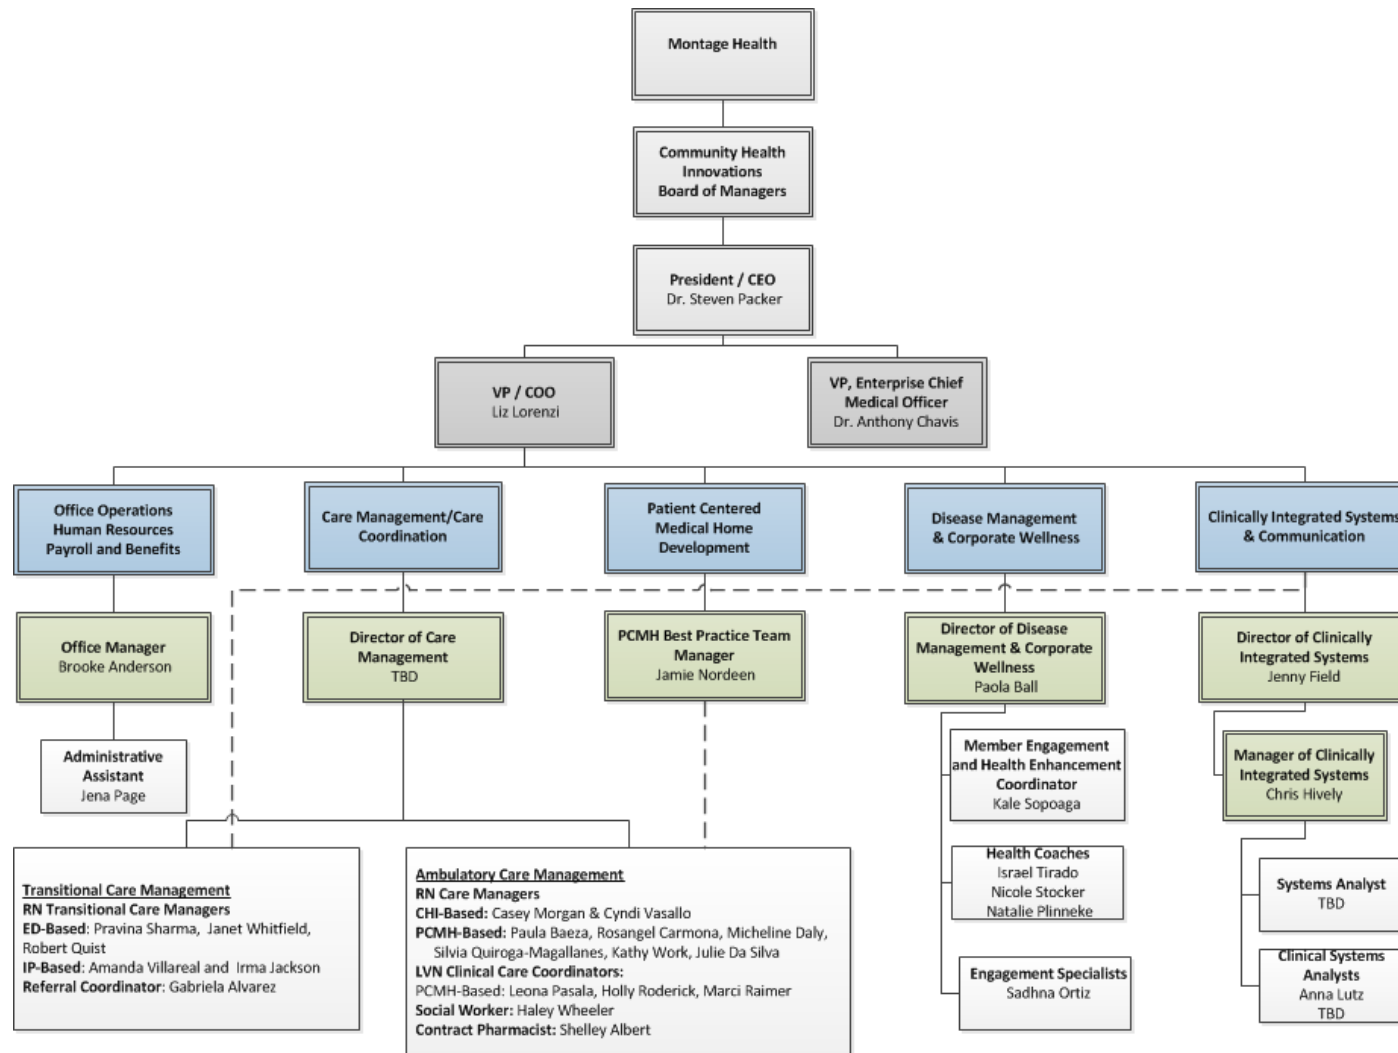 Montage Health
Community Health
Innovations
Board of Managers
President / CEO
Dr. Steven Packer
VP / COO
Liz Lorenzi
VP, Enterprise Chief
Medical Officer
Dr. Anthony Chavis
Office Operations
Human Resources
Payroll and Benefits
Care Management/Care
Coordination
Patient Centered
Medical Home
Development
Disease Management
& Corporate Wellness
Clinically Integrated Systems
& Communication
Office Manager
Brooke Anderson
Director of Care
Management
TBD
PCMH Best Practice Team
Manager
Jamie Nordeen
Director of Disease
Management & Corporate
Wellness
Paola Ball
Director of Clinically
Integrated Systems
Jenny Field
Administrative
Assistant
Jena Page
Member Engagement
and Health Enhancement
Coordinator
Kale Sopoaga
Manager of Clinically
Integrated Systems
Chris Hively
Transitional Care Management
RN Transitional Care Managers
ED-Based: Pravina Sharma, Janet Whitfield,
Robert Quist
IP-Based: Amanda Villareal and Irma Jackson
Referral Coordinator: Gabriela Alvarez
Ambulatory Care Management
RN Care Managers
CHI-Based: Casey Morgan & Cyndi Vasallo
PCMH-Based: Paula Baeza, Rosangel Carmona, Micheline Daly,
Silvia Quiroga-Magallanes, Kathy Work, Julie Da Silva
LVN Clinical Care Coordinators:
PCMH-Based: Leona Pasala, Holly Roderick, Marci Raimer
Social Worker: Haley Wheeler
Contract Pharmacist: Shelley Albert
Health Coaches
Israel Tirado
Nicole Stocker
Natalie Plinneke
Engagement Specialists
Sadhna Ortiz
Systems Analyst
TBD
Clinical Systems
Analysts
Anna Lutz
TBD